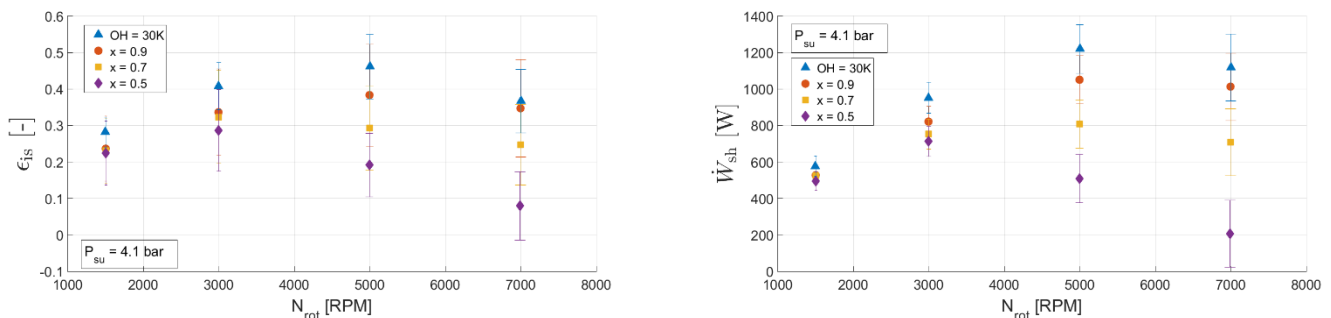 0.6
0.5
0.4
0.3
0.2
0.1
0
-0.1
ϵis [-]
OH = 30K
x = 0.9
x = 0.7
x = 0.5
Psu = 4.1 bar
1000 2000 3000 4000 5000 6000 7000 8000
Nrot [RPM]
1400
1200
1000
800
600
400
200
0
Ẇsh [W]
Psu = 4.1 bar
OH = 30K
x = 0.9
x = 0.7
x = 0.5
1000 2000 3000 4000 5000 6000 7000 8000
Nrot [RPM]